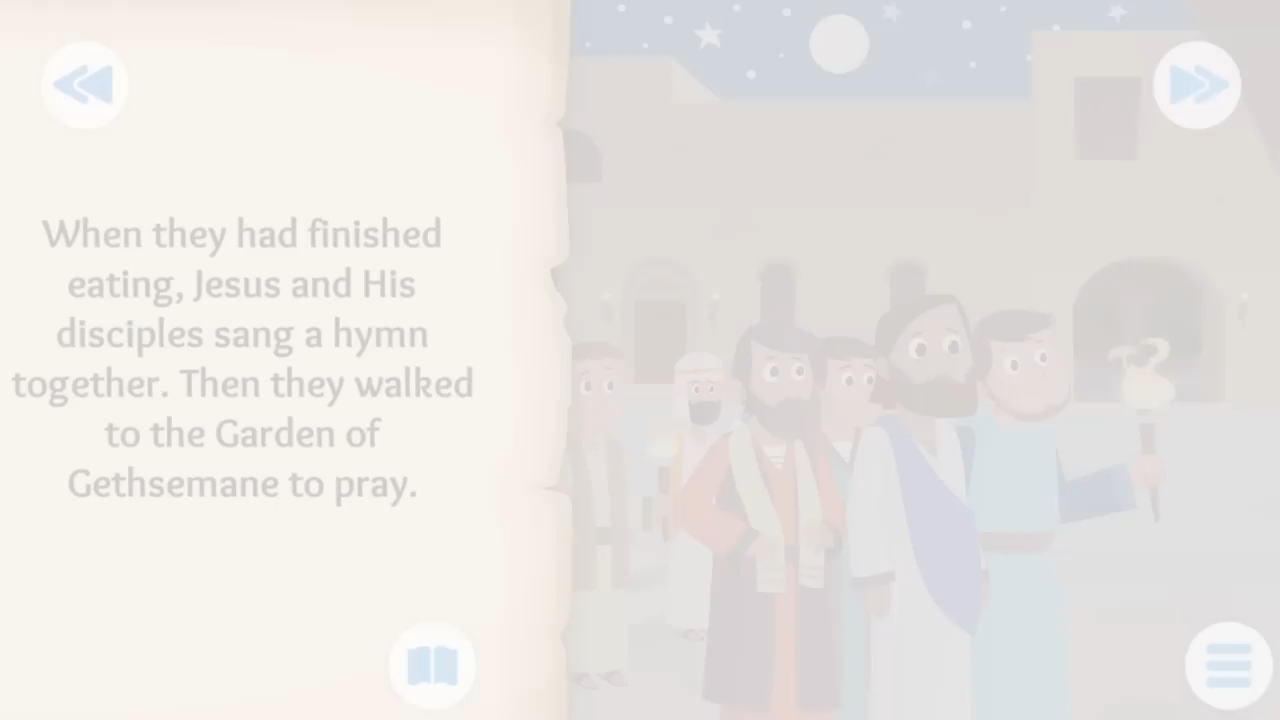 When they had finished
eating, Jesus and His
disciples sang a hymn
together. Then they walked
to the Garden of
Gethsemane to pray.